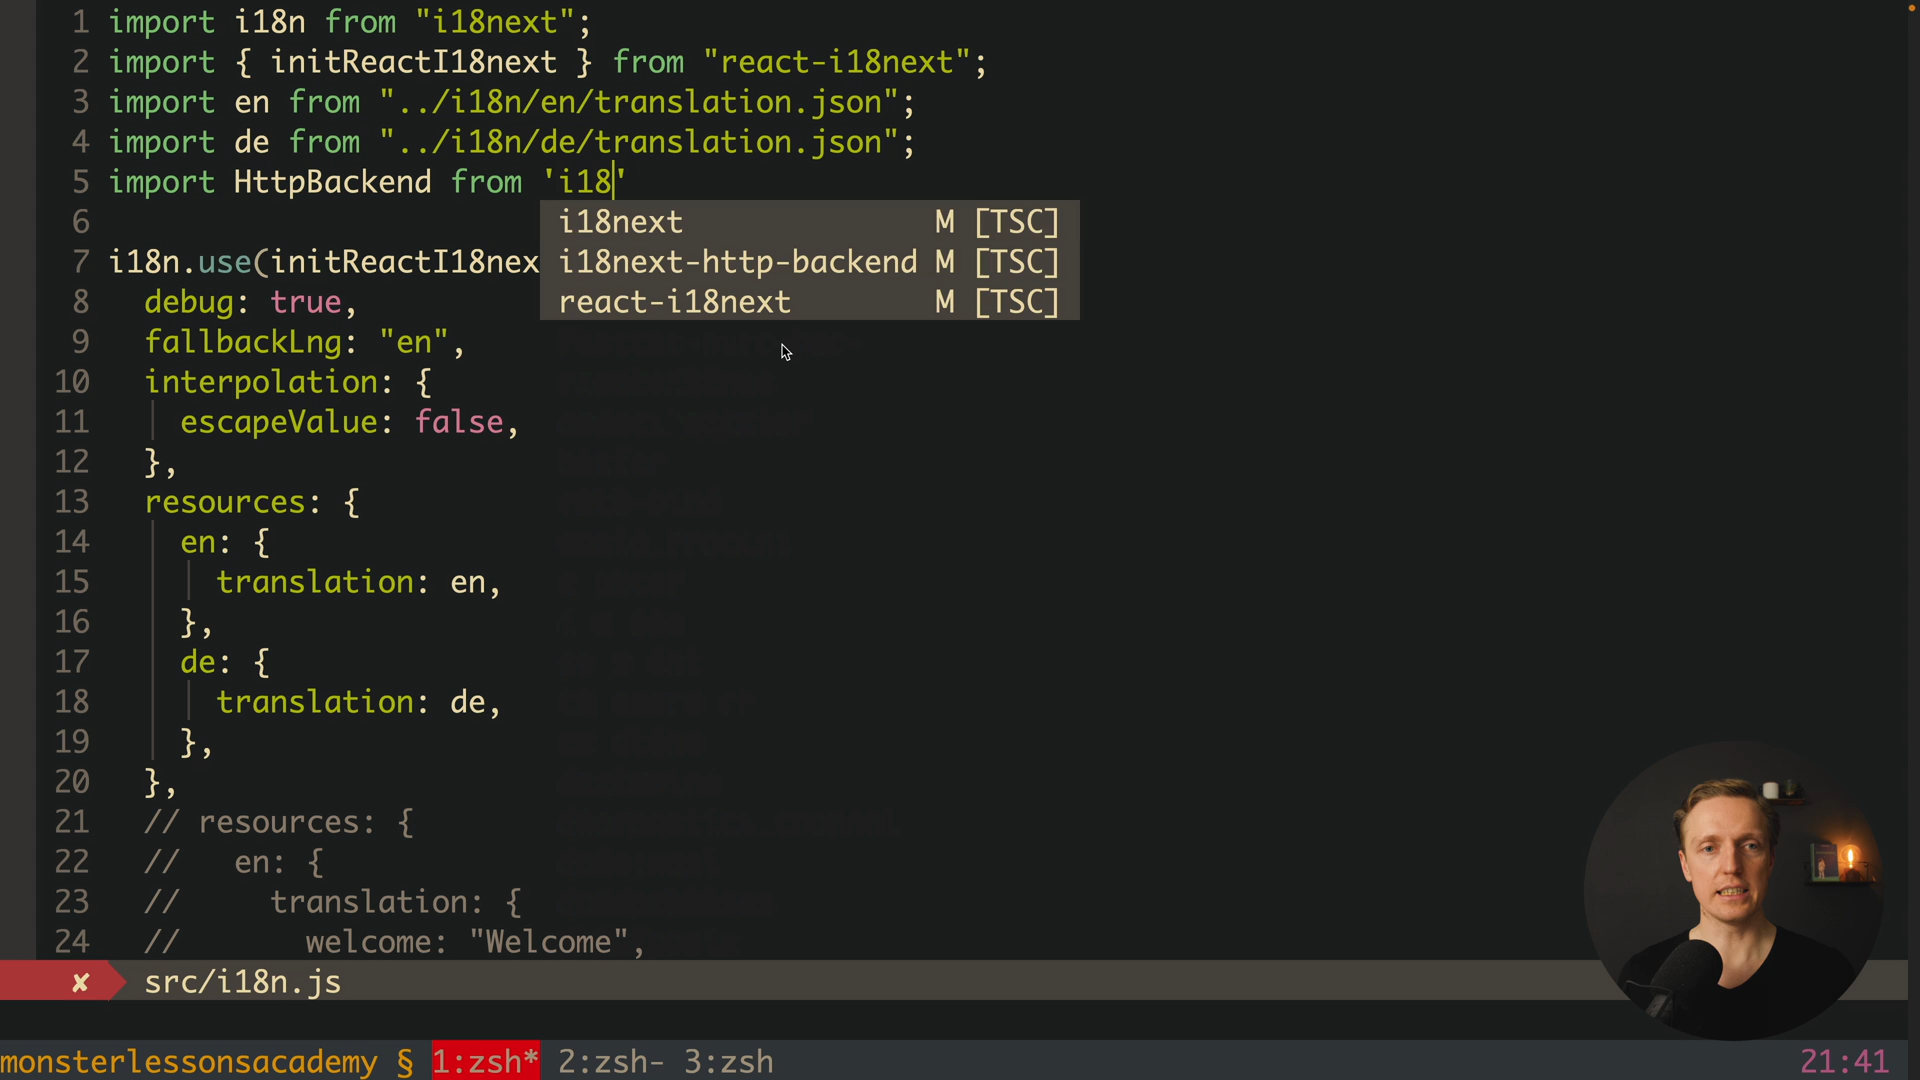 1 import i18n from "i18next";
2 import { initReactI18next } from "react-i18next";
3 import en from "../i18n/en/translation.json";
4 import de from "../i18n/de/translation.json";
5 import HttpBackend from 'i18'
6 i18next M [TSC]
7 i18n.use(initReactI18nex i18next-http-backend M [TSC]
8 debug: true, react-i18next M [TSC]
9 fallbackLng: "en",
10 interpolation: {
11 escapeValue: false,
12 },
13 resources: {
14 en: {
15 translation: en,
16 },
17 de: {
18 translation: de,
19 },
20 },
21 // resources: {
22 // en: {
23 // translation: {
24 // welcome: "Welcome",
✘ src/i18n.js
monsterlessonsacademy § 1:zsh* 2:zsh- 3:zsh 21:41